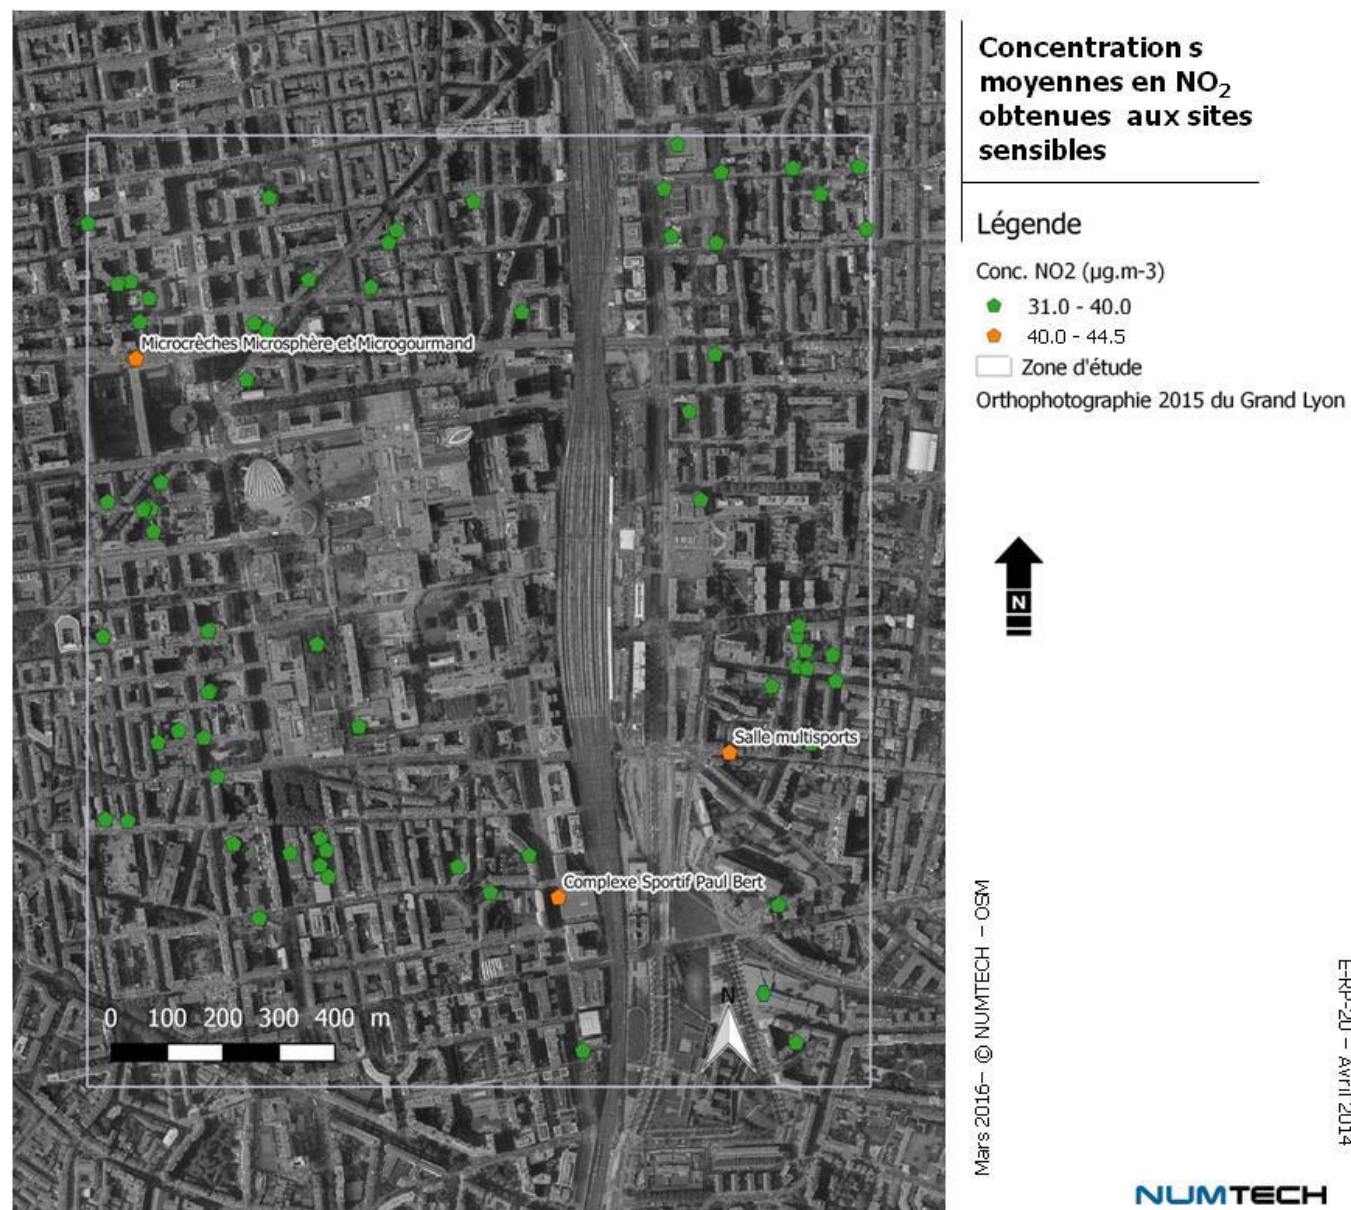 Concentration s
moyennes en NO2
obtenues aux sites
sensibles
Légende
Conc. NO2 (µg.m-3)
31.0 - 40.0
40.0 - 44.5
Zone d'étude
Orthophotographie 2015 du Grand Lyon
N
Microcrèches Microsphère et Microgourmand
Salle multisports
Complexe Sportif Paul Bert
N
0 100 200 300 400 m
Mars 2016– © NUMTECH – OSM
E-RP-20 – Avril 2014
NUMTECH